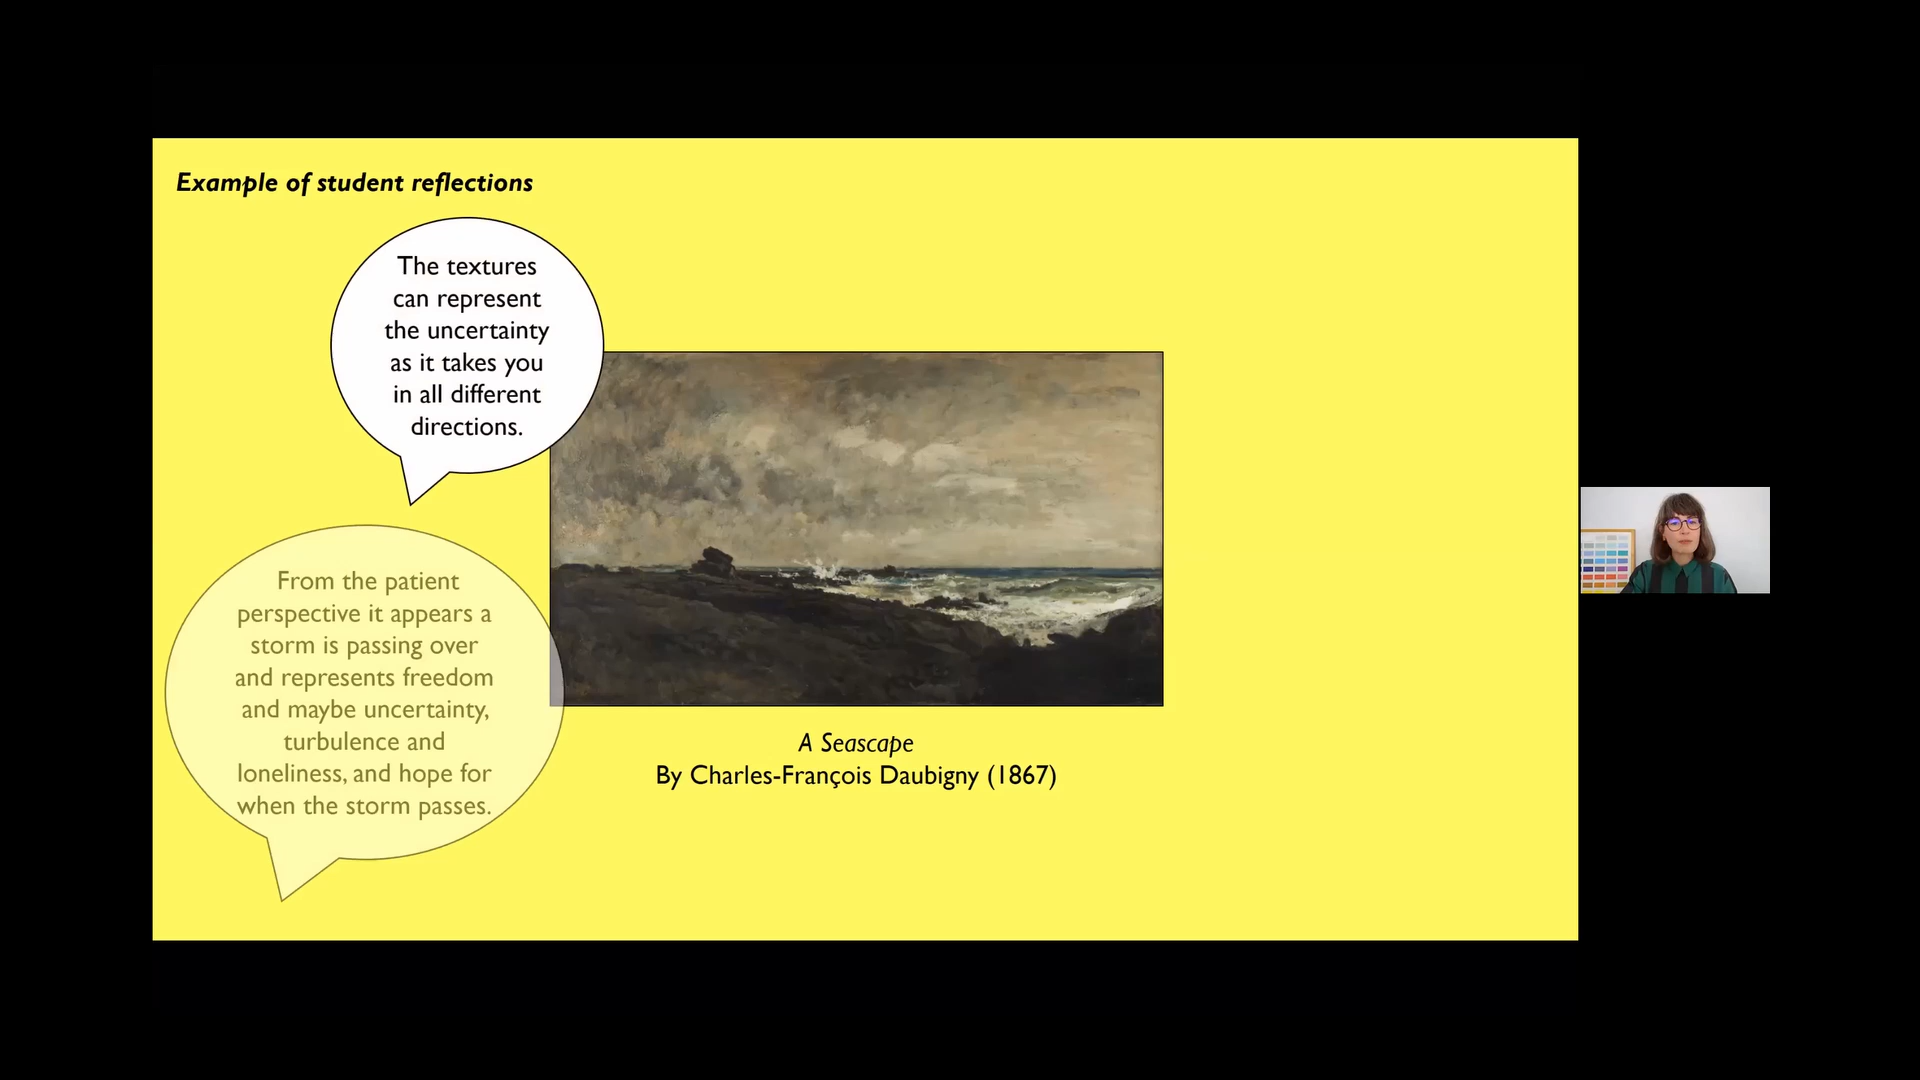 Example of student reflections
The textures
can represent
the uncertainty
as it takes you
in all different
directions.
From the patient
perspective it appears a
storm is passing over
and represents freedom
and maybe uncertainty,
turbulence and
loneliness, and hope for
when the storm passes.
A Seascape
By Charles-François Daubigny (1867)